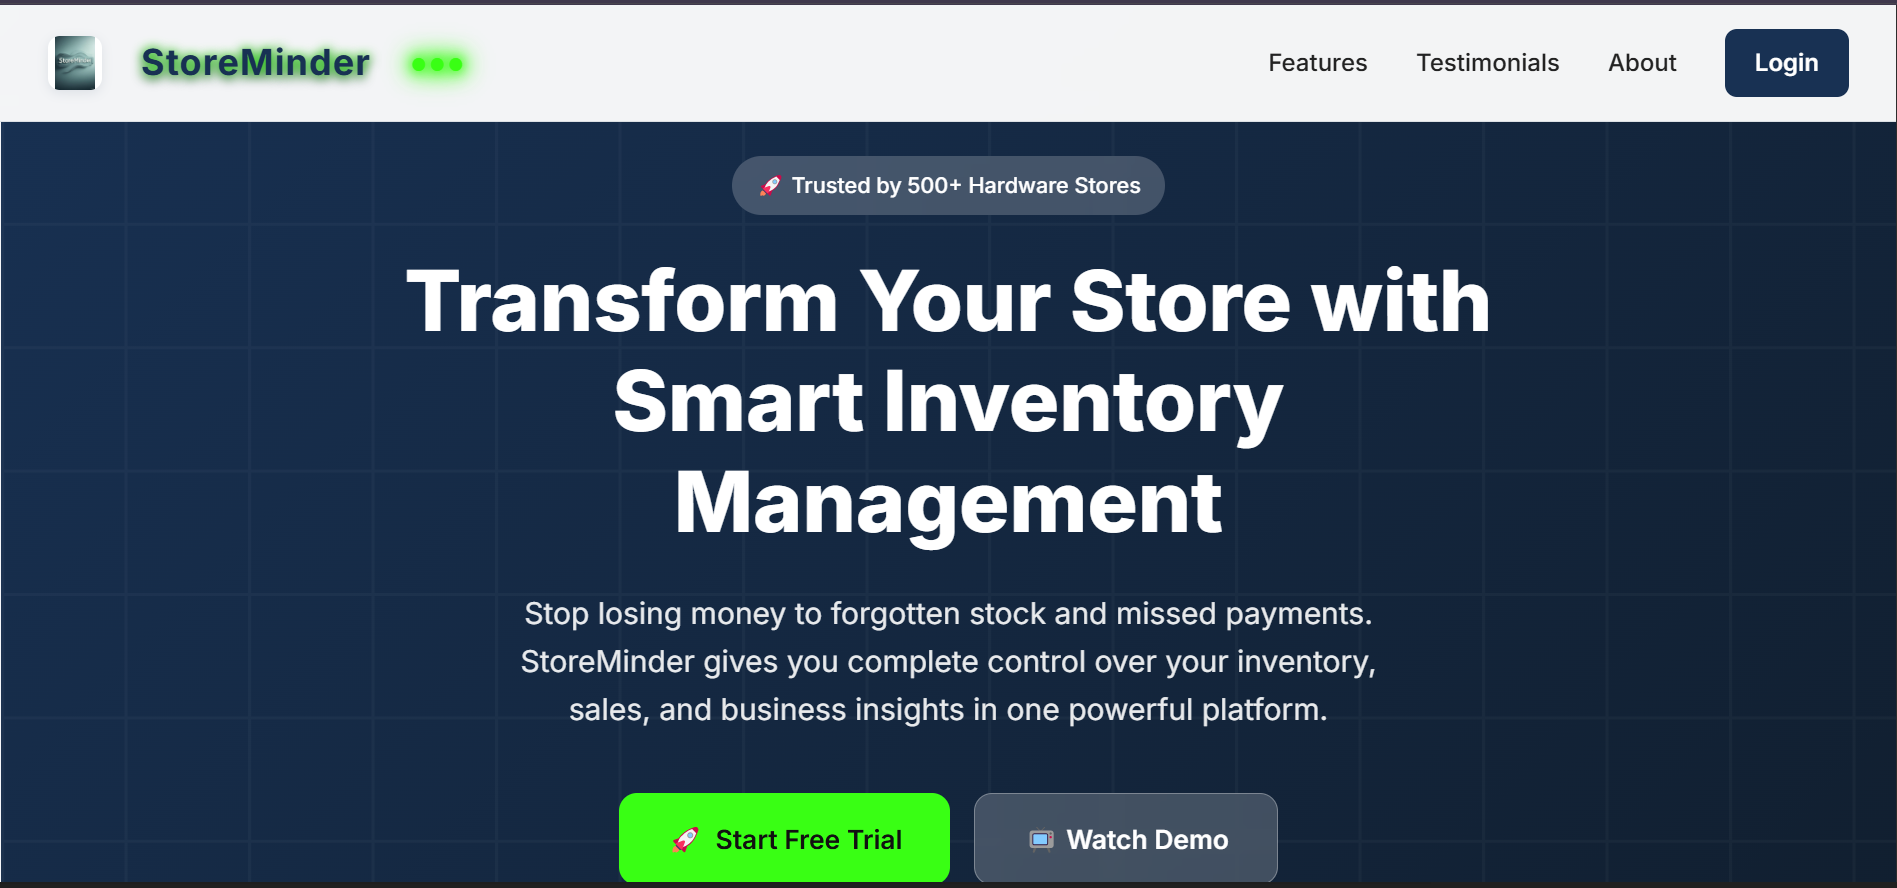 StoreMinder
Features
Testimonials
About
Login
🚀 Trusted by 500+ Hardware Stores
Transform Your Store with
Smart Inventory
Management
Stop losing money to forgotten stock and missed payments.
StoreMinder gives you complete control over your inventory,
sales, and business insights in one powerful platform.
🚀 Start Free Trial
📺 Watch Demo